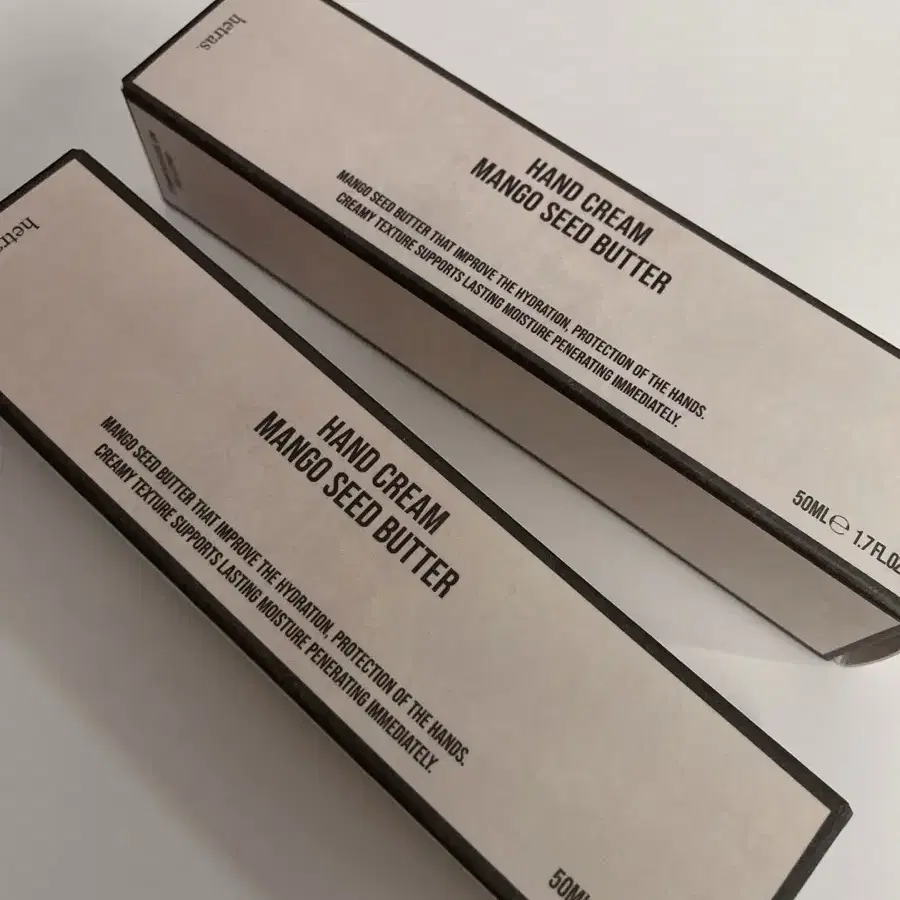 hetras.
HAND CREAM
MANGO SEED BUTTER
MANGO SEED BUTTER THAT IMPROVE THE HYDRATION, PROTECTION OF THE HANDS.
CREAMY TEXTURE SUPPORTS LASTING MOISTURE PENERATING IMMEDIATELY.
50ML℮ 1.7FL.OZ
hetras
HAND CREAM
MANGO SEED BUTTER
MANGO SEED BUTTER THAT IMPROVE THE HYDRATION, PROTECTION OF THE HANDS.
CREAMY TEXTURE SUPPORTS LASTING MOISTURE PENERATING IMMEDIATELY.
50ML